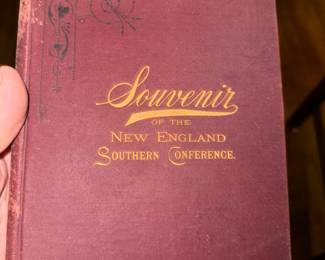 Souvenir
OF THE
NEW ENGLAND
SOUTHERN CONFERENCE.